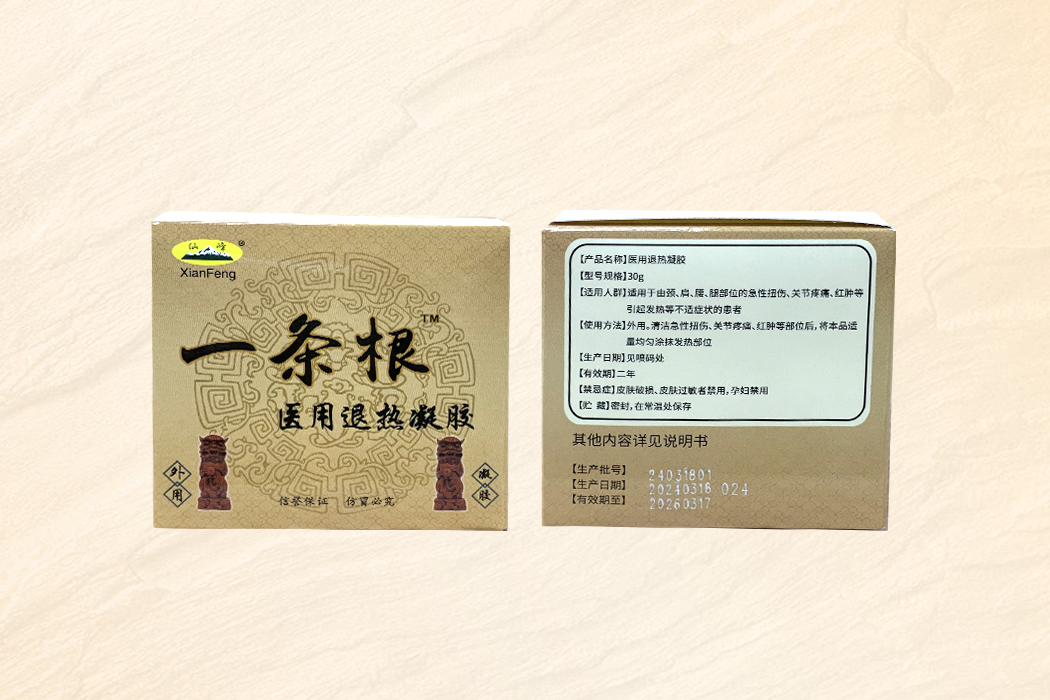 仙峰®
XianFeng
一条根™
医用退热凝胶
外用
凝胶
信誉保证 仿冒必究
【产品名称】医用退热凝胶
【型号规格】30g
【适用人群】适用于由颈、肩、腰、腿部位的急性扭伤、关节疼痛、红肿等
引起发热等不适症状的患者
【使用方法】外用。清洁急性扭伤、关节疼痛、红肿等部位后,将本品适
量均匀涂抹发热部位
【生产日期】见喷码处
【有效期】二年
【禁忌症】皮肤破损、皮肤过敏者禁用,孕妇禁用
【贮 藏】密封,在常温处保存
其他内容详见说明书
【生产批号】 24031801
【生产日期】 20240318 024
【有效期至】 20260317